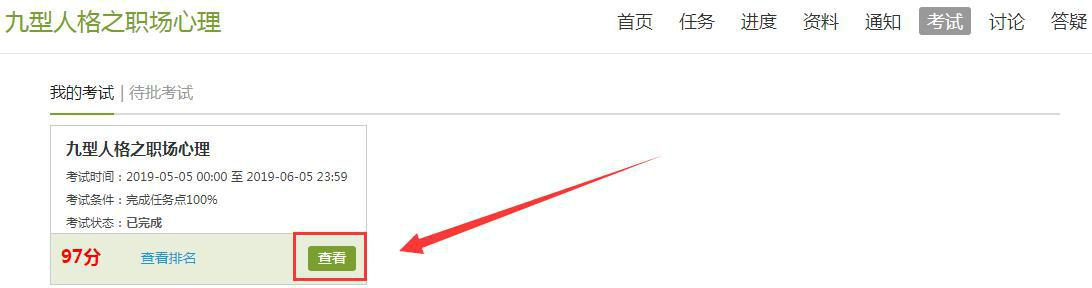 九型人格之职场心理 首页 任务 进度 资料 通知 考试 讨论 答疑
我的考试 | 待批考试
九型人格之职场心理
考试时间：2019-05-05 00:00 至 2019-06-05 23:59
考试条件：完成任务点100%
考试状态：已完成
97分 查看排名 查看